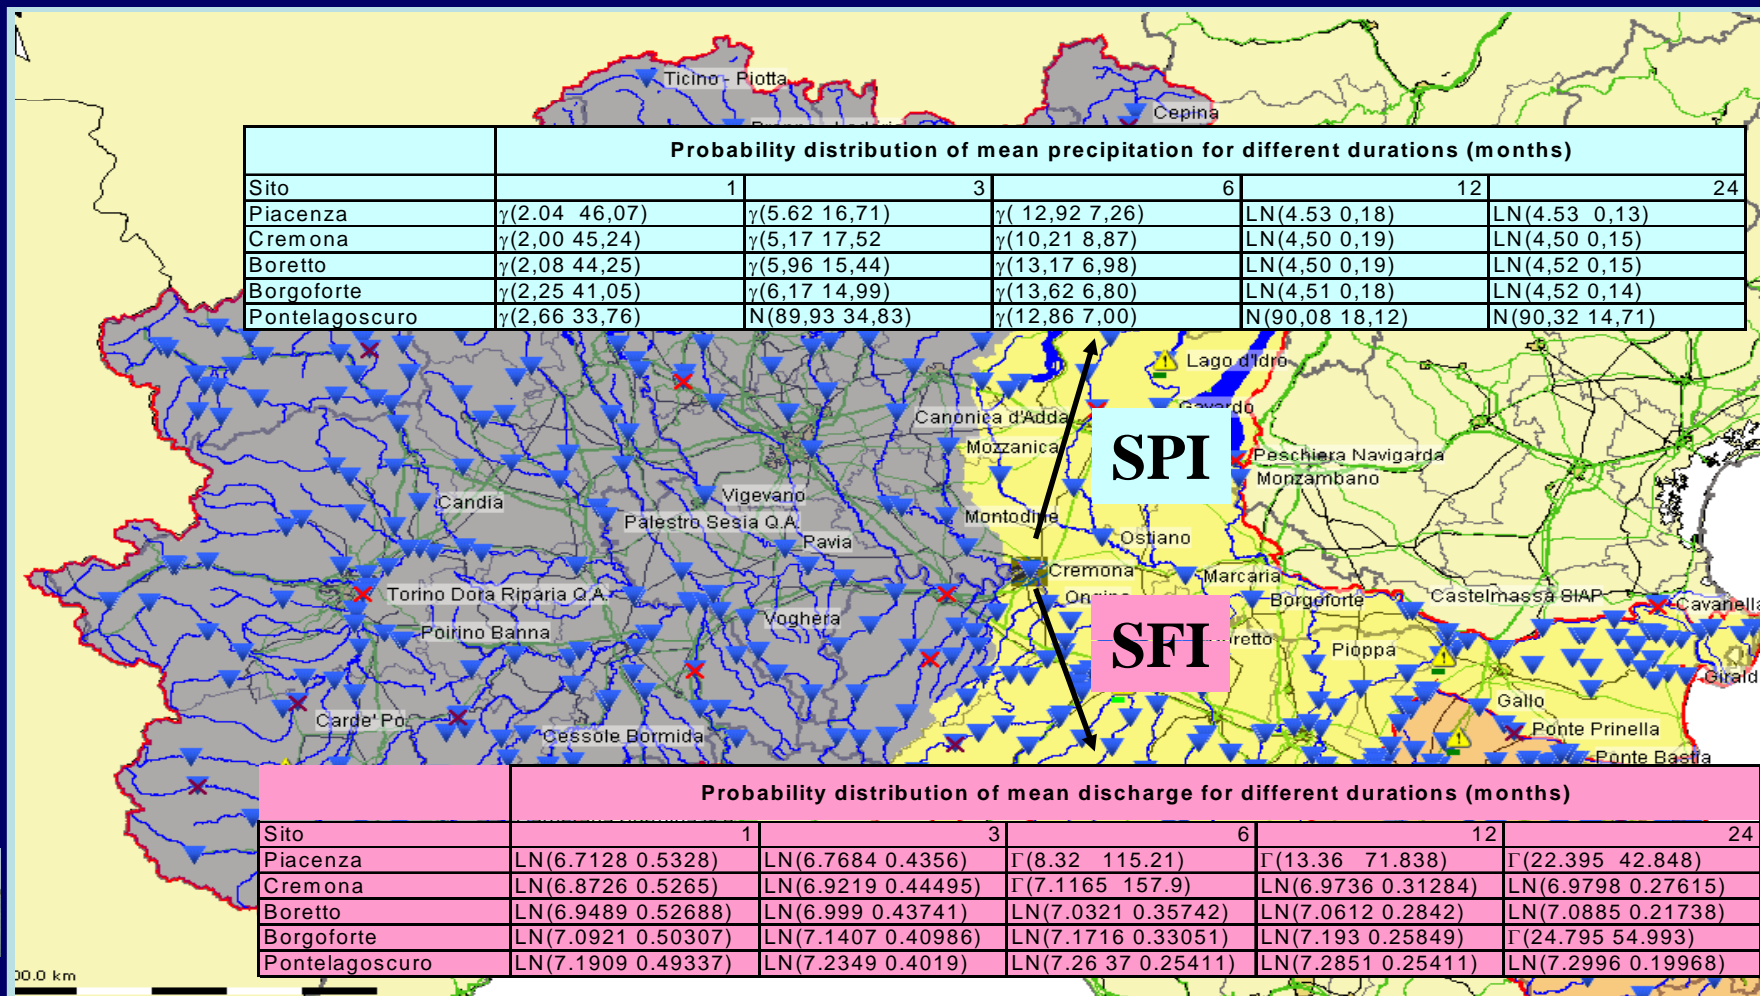 Ticino - Piotta
Cepina
Probability distribution of mean precipitation for different durations (months)
Sito 1 3 6 12 24
Piacenza γ(2.04 46,07) γ(5.62 16,71) γ( 12,92 7,26) LN(4.53 0,18) LN(4.53 0,13)
Cremona γ(2,00 45,24) γ(5,17 17,52 γ(10,21 8,87) LN(4,50 0,19) LN(4,50 0,15)
Boretto γ(2,08 44,25) γ(5,96 15,44) γ(13,17 6,98) LN(4,50 0,19) LN(4,52 0,15)
Borgoforte γ(2,25 41,05) γ(6,17 14,99) γ(13,62 6,80) LN(4,51 0,18) LN(4,52 0,14)
Pontelagoscuro γ(2,66 33,76) N(89,93 34,83) γ(12,86 7,00) N(90,08 18,12) N(90,32 14,71)
Lago d'Idro
Gavardo
Canonica d'Adda
Mozzanica
SPI
Peschiera Navigarda
Monzambano
Candia
Vigevano
Palestro Sesia Q.A.
Montodine
Pavia
Ostiano
Cremona
Marcaria
Torino Dora Riparia Q.A.
Borgoforte
Castelmassa SIAP
Cavanella
Voghera
Poirino Banna
SFI
Pioppa
Girald
Gallo
Carde' Po
Cessole Bormida
Ponte Prinella
Ponte Bastia
Probability distribution of mean discharge for different durations (months)
Sito 1 3 6 12 24
Piacenza LN(6.7128 0.5328) LN(6.7684 0.4356) Γ(8.32 115.21) Γ(13.36 71.838) Γ(22.395 42.848)
Cremona LN(6.8726 0.5265) LN(6.9219 0.44495) Γ(7.1165 157.9) LN(6.9736 0.31284) LN(6.9798 0.27615)
Boretto LN(6.9489 0.52688) LN(6.999 0.43741) LN(7.0321 0.35742) LN(7.0612 0.2842) LN(7.0885 0.21738)
Borgoforte LN(7.0921 0.50307) LN(7.1407 0.40986) LN(7.1716 0.33051) LN(7.193 0.25849) Γ(24.795 54.993)
Pontelagoscuro LN(7.1909 0.49337) LN(7.2349 0.4019) LN(7.26 37 0.25411) LN(7.2851 0.25411) LN(7.2996 0.19968)
00.0 km